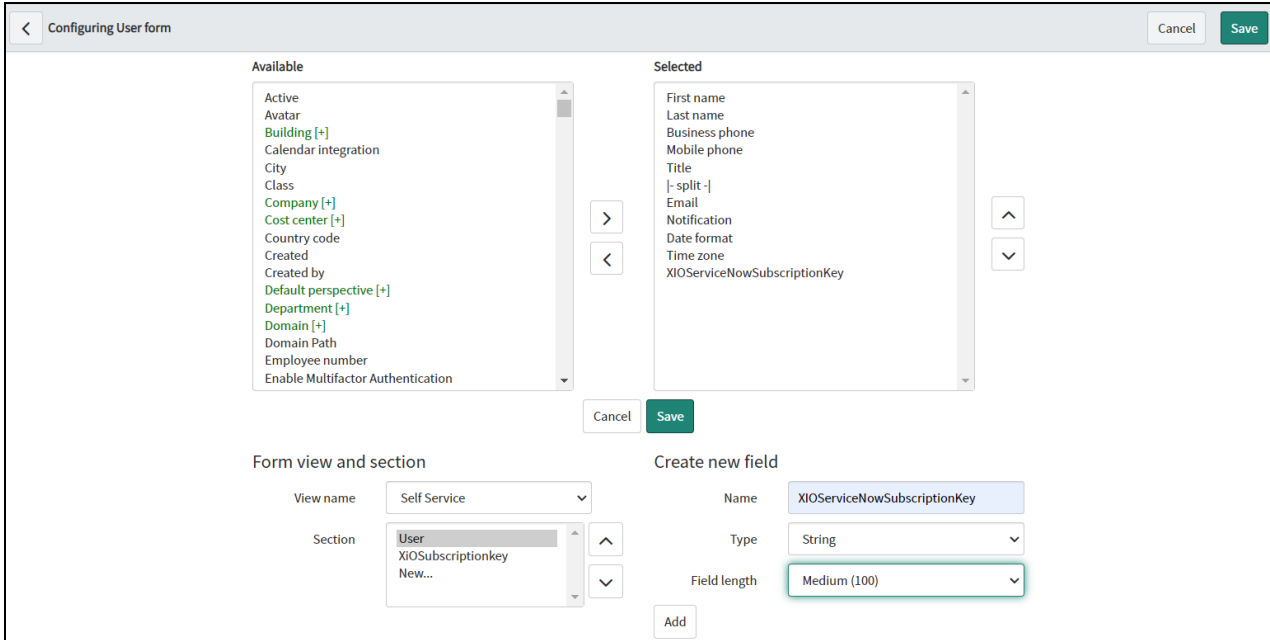 Configuring User form
Cancel
Save
Available
Active
Avatar
Building [+]
Calendar integration
City
Class
Company [+]
Cost center [+]
Country code
Created
Created by
Default perspective [+]
Department [+]
Domain [+]
Domain Path
Employee number
Enable Multifactor Authentication
Selected
First name
Last name
Business phone
Mobile phone
Title
|- split -|
Email
Notification
Date format
Time zone
XIOServiceNowSubscriptionKey
Cancel
Save
Form view and section
View name
Self Service
Section
User
XiOSubscriptionkey
New...
Create new field
Name
XIOServiceNowSubscriptionKey
Type
String
Field length
Medium (100)
Add